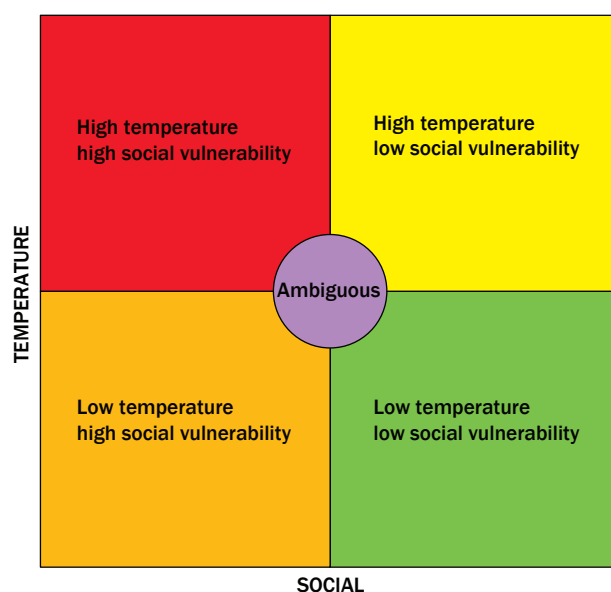 High temperature
high social vulnerability
High temperature
low social vulnerability
TEMPERATURE
Ambiguous
Low temperature
high social vulnerability
Low temperature
low social vulnerability
SOCIAL